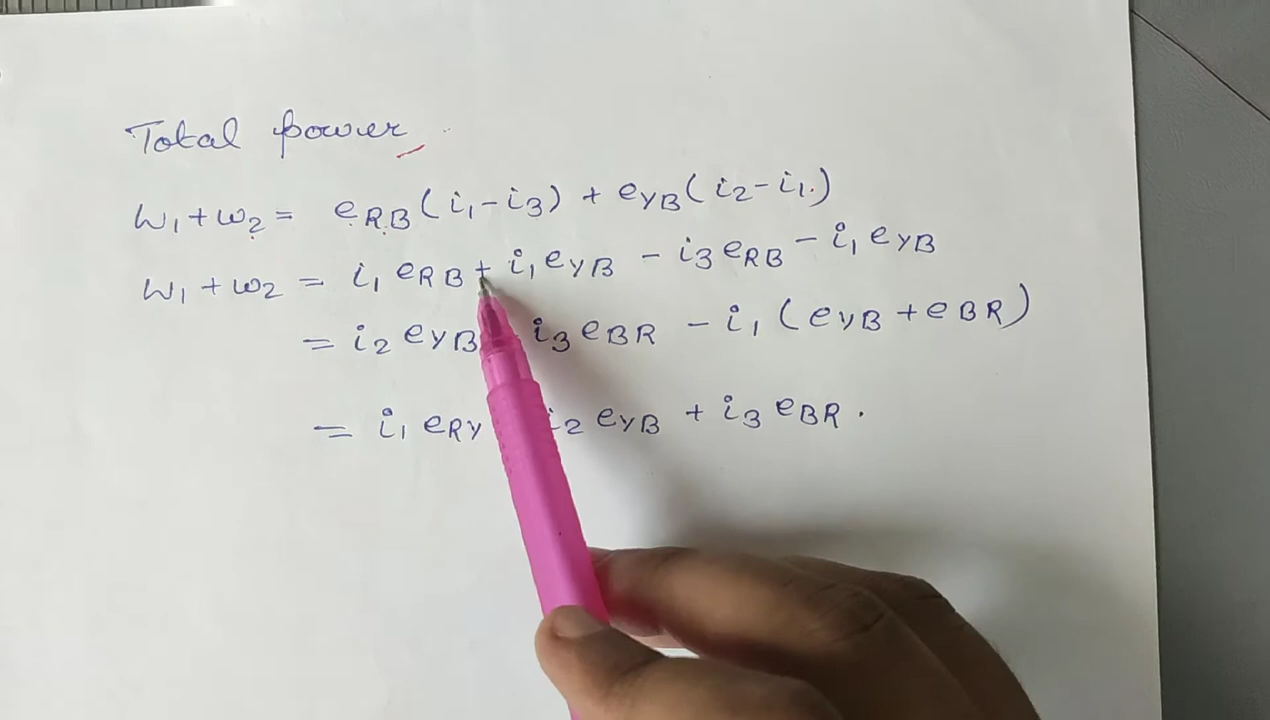 Total power
W₁+W₂ = eRB(i₁-i₃) + eYB(i₂-i₁)
W₁+W₂ = i₁ eRB + i₁ eYB - i₃ eRB - i₁ eYB
= i₂ eYB i₃ eBR - i₁ (eYB + eBR)
= i₁ eRY i₂ eYB + i₃ eBR.